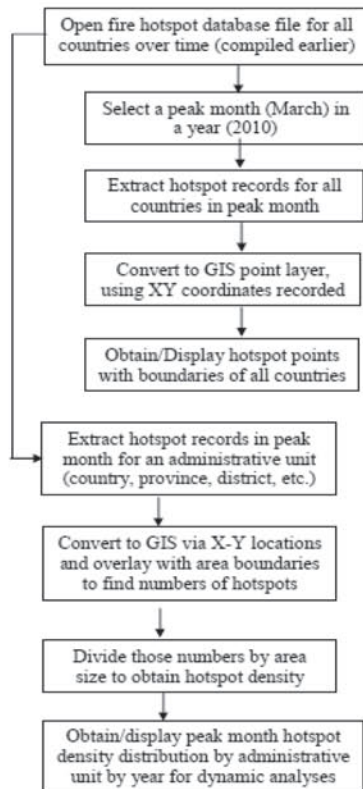 Open fire hotspot database file for all
countries over time (compiled earlier)
Select a peak month (March) in
a year (2010)
Extract hotspot records for all
countries in peak month
Convert to GIS point layer,
using XY coordinates recorded
Obtain/Display hotspot points
with boundaries of all countries
Extract hotspot records in peak
month for an administrative unit
(country, province, district, etc.)
Convert to GIS via X-Y locations
and overlay with area boundaries
to find numbers of hotspots
Divide those numbers by area
size to obtain hotspot density
Obtain/display peak month hotspot
density distribution by administrative
unit by year for dynamic analyses